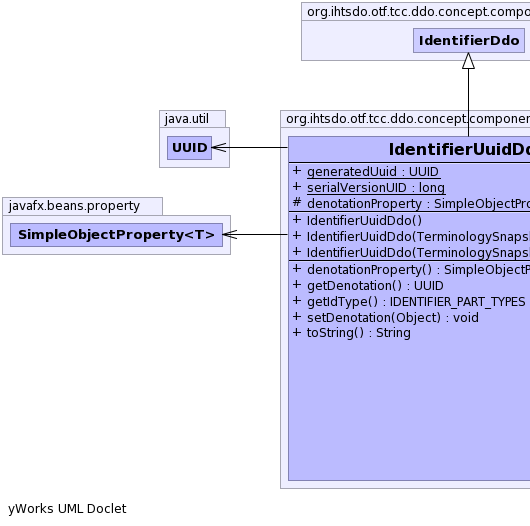 org.ihtsdo.otf.tcc.ddo.concept.compo
IdentifierDdo
java.util
UUID
org.ihtsdo.otf.tcc.ddo.concept.componen
IdentifierUuidDdo
+ generatedUuid : UUID
+ serialVersionUID : long
# denotationProperty : SimpleObjectPro
+ IdentifierUuidDdo()
+ IdentifierUuidDdo(TerminologySnaps
+ IdentifierUuidDdo(TerminologySnaps
+ denotationProperty() : SimpleObjectP
+ getDenotation() : UUID
+ getIdType() : IDENTIFIER_PART_TYPES
+ setDenotation(Object) : void
+ toString() : String
javafx.beans.property
SimpleObjectProperty<T>
yWorks UML Doclet